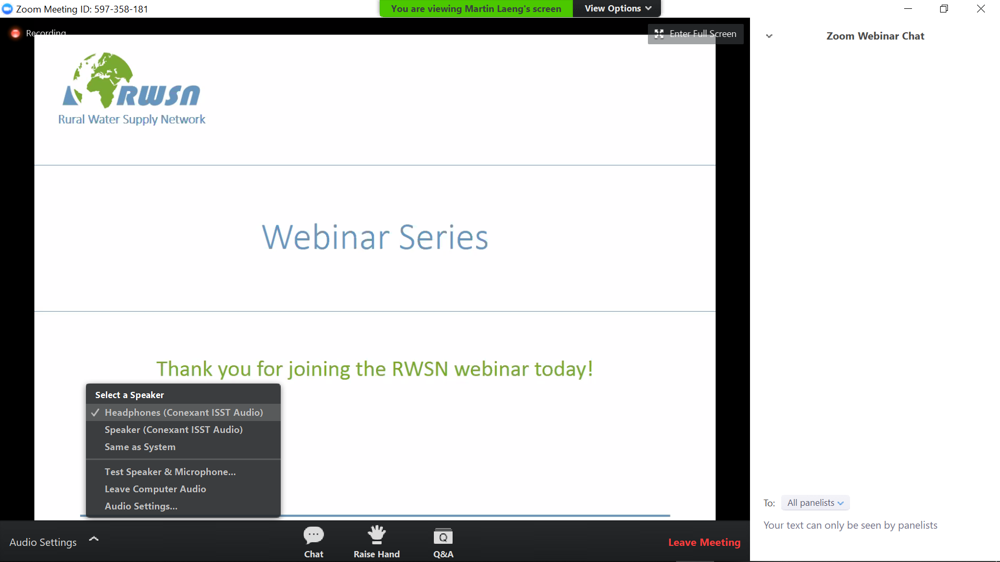 Zoom Meeting ID: 597-358-181
You are viewing Martin Laeng's screen
View Options
Recording
Enter Full Screen
Zoom Webinar Chat
RWSN
Rural Water Supply Network
Webinar Series
Thank you for joining the RWSN webinar today!
Select a Speaker
Headphones (Conexant ISST Audio)
Speaker (Conexant ISST Audio)
Same as System
Test Speaker & Microphone...
Leave Computer Audio
Audio Settings...
To: All panelists
Your text can only be seen by panelists
Audio Settings
Chat
Raise Hand
Q
Q&A
Leave Meeting